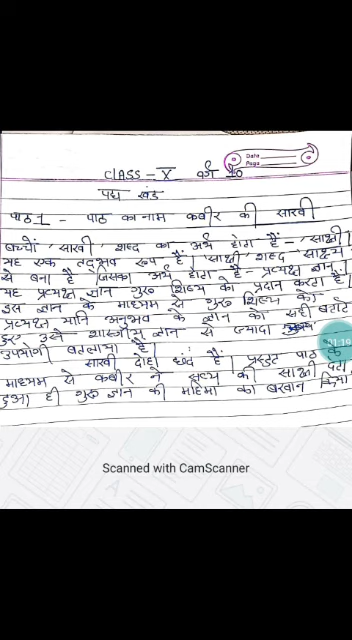 Date
Page
CLASS - X
पद्य खंड
पाठ 1 - पाठ का नाम कबीर की साखी
बच्चों 'साखी' शब्द का अर्थ होता हैं - 'साक्षी'
यह एक तद्भव रूप हैं। 'साक्षी' शब्द साक्ष्य
से बना है जिसका अर्थ होता है - प्रत्यक्ष ज्ञान।
यह प्रत्यक्ष ज्ञान गुरु शिष्य को प्रदान करता है।
इस ज्ञान के माध्यम से गुरु शिष्य को
प्रत्यक्ष यानि अनुभव के ज्ञान को सही बताते
हुए उसे शास्त्रीय ज्ञान से ज्यादा
उपयोगी बतलाया है।
साखी दोहा छंद हैं। प्रस्तुत पाठ के
माध्यम से कबीर ने सत्य की साक्षी देता
हुआ ही गुरु ज्ञान की महिमा का बखान किया
Scanned with CamScanner